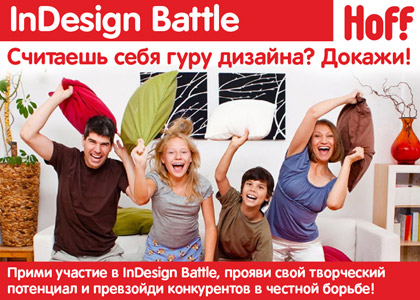 InDesign Battle
Hoff
Считаешь себя гуру дизайна? Докажи!
Прими участие в InDesign Battle, прояви свой творческий
потенциал и превзойди конкурентов в честной борьбе!